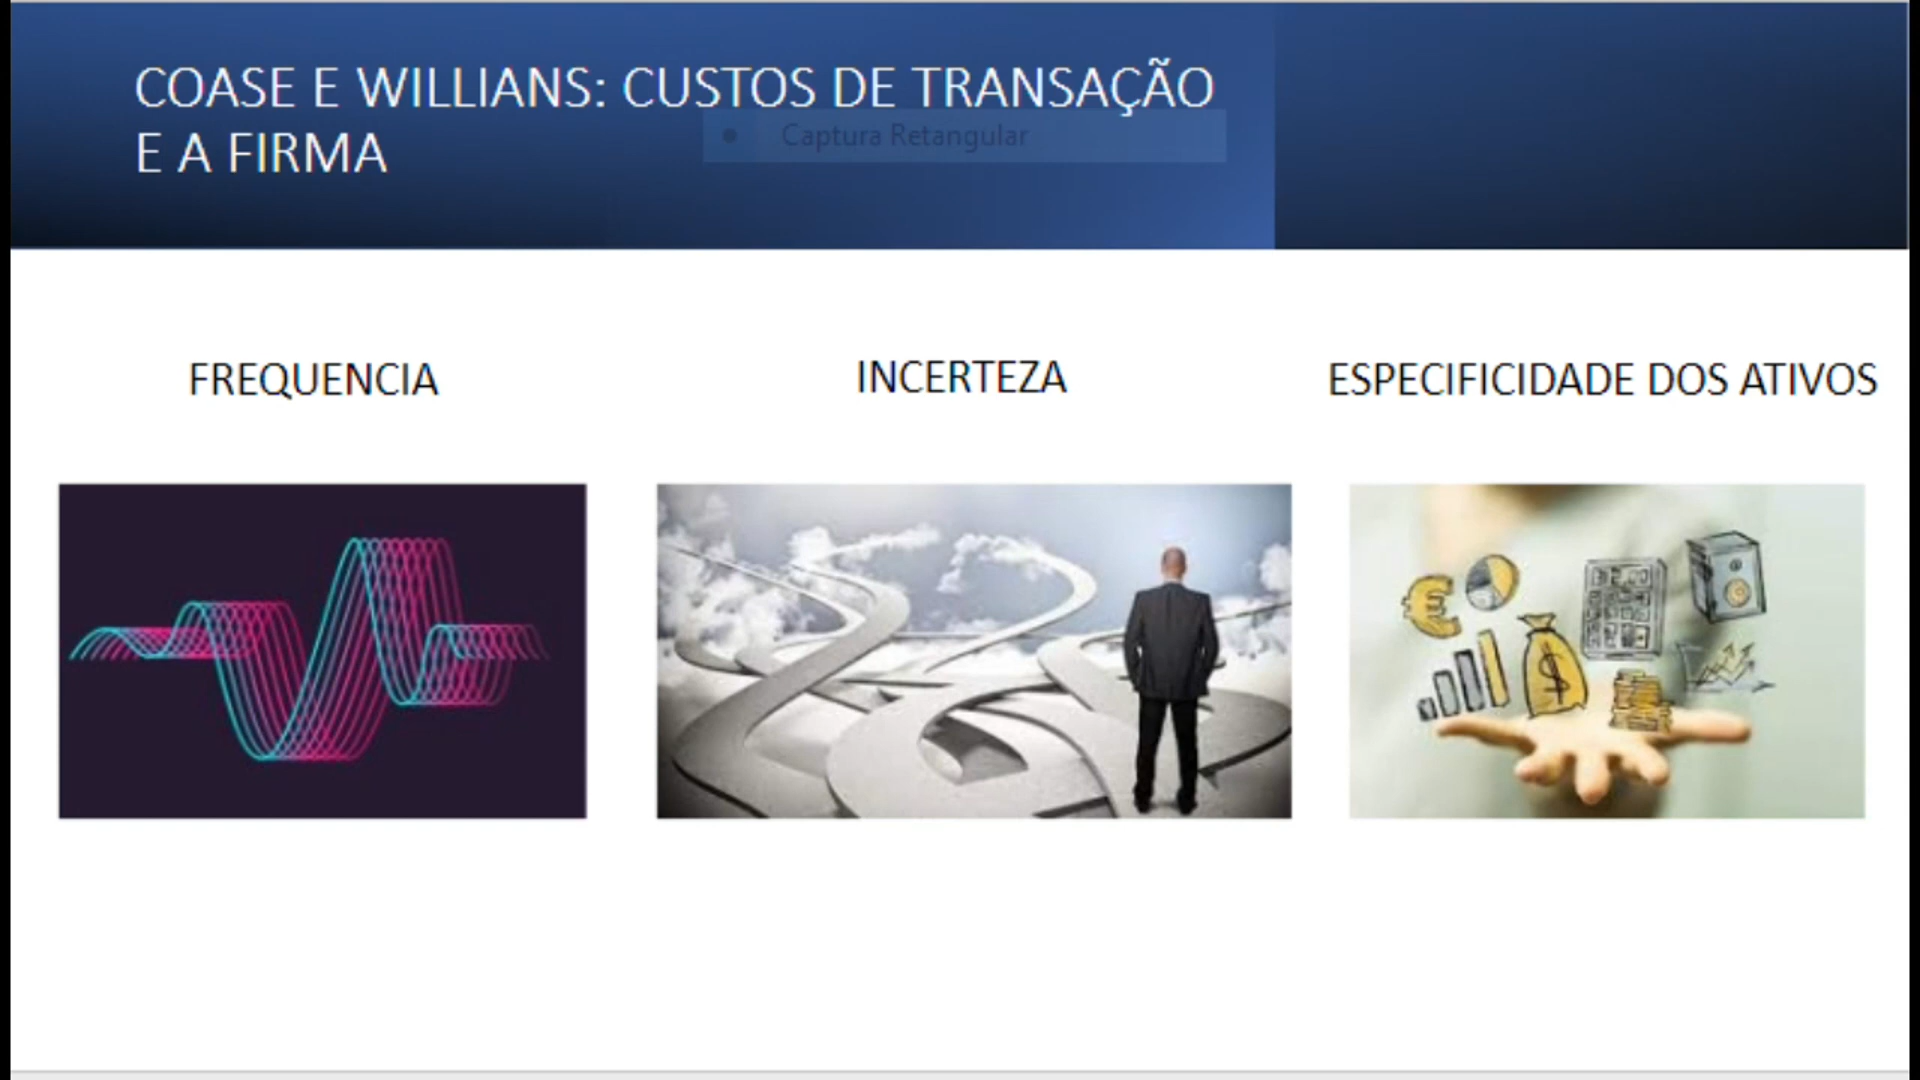 COASE E WILLIANS: CUSTOS DE TRANSAÇÃO
E A FIRMA
Captura Retangular
FREQUENCIA
INCERTEZA
ESPECIFICIDADE DOS ATIVOS